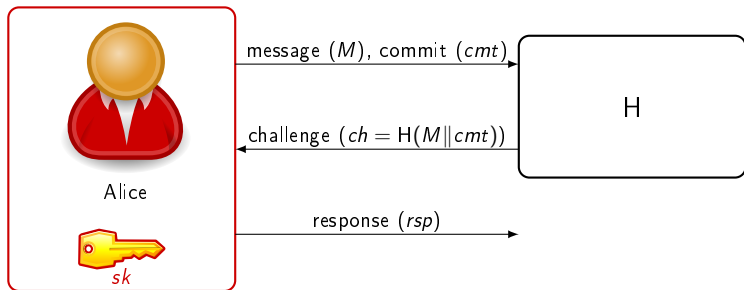 message (M), commit (cmt)
H
challenge (ch = H(M∥cmt))
Alice
response (rsp)
sk